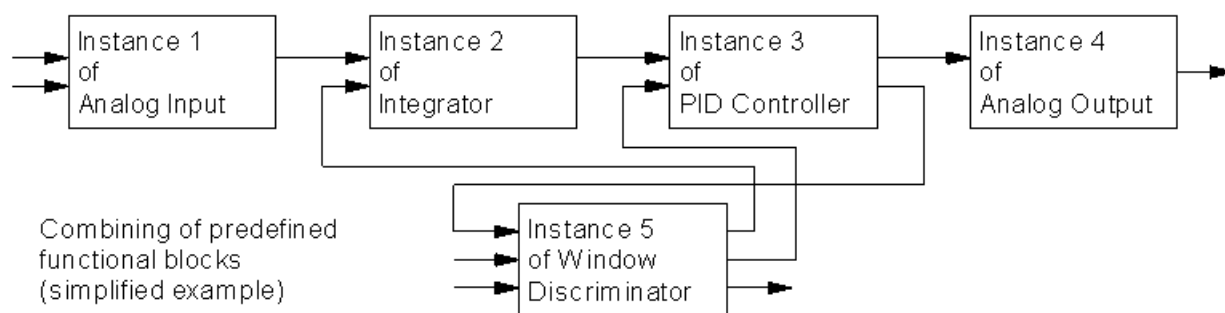 Instance 1
of
Analog Input
Instance 2
of
Integrator
Instance 3
of
PID Controller
Instance 4
of
Analog Output
Combining of predefined
functional blocks
(simplified example)
Instance 5
of Window
Discriminator